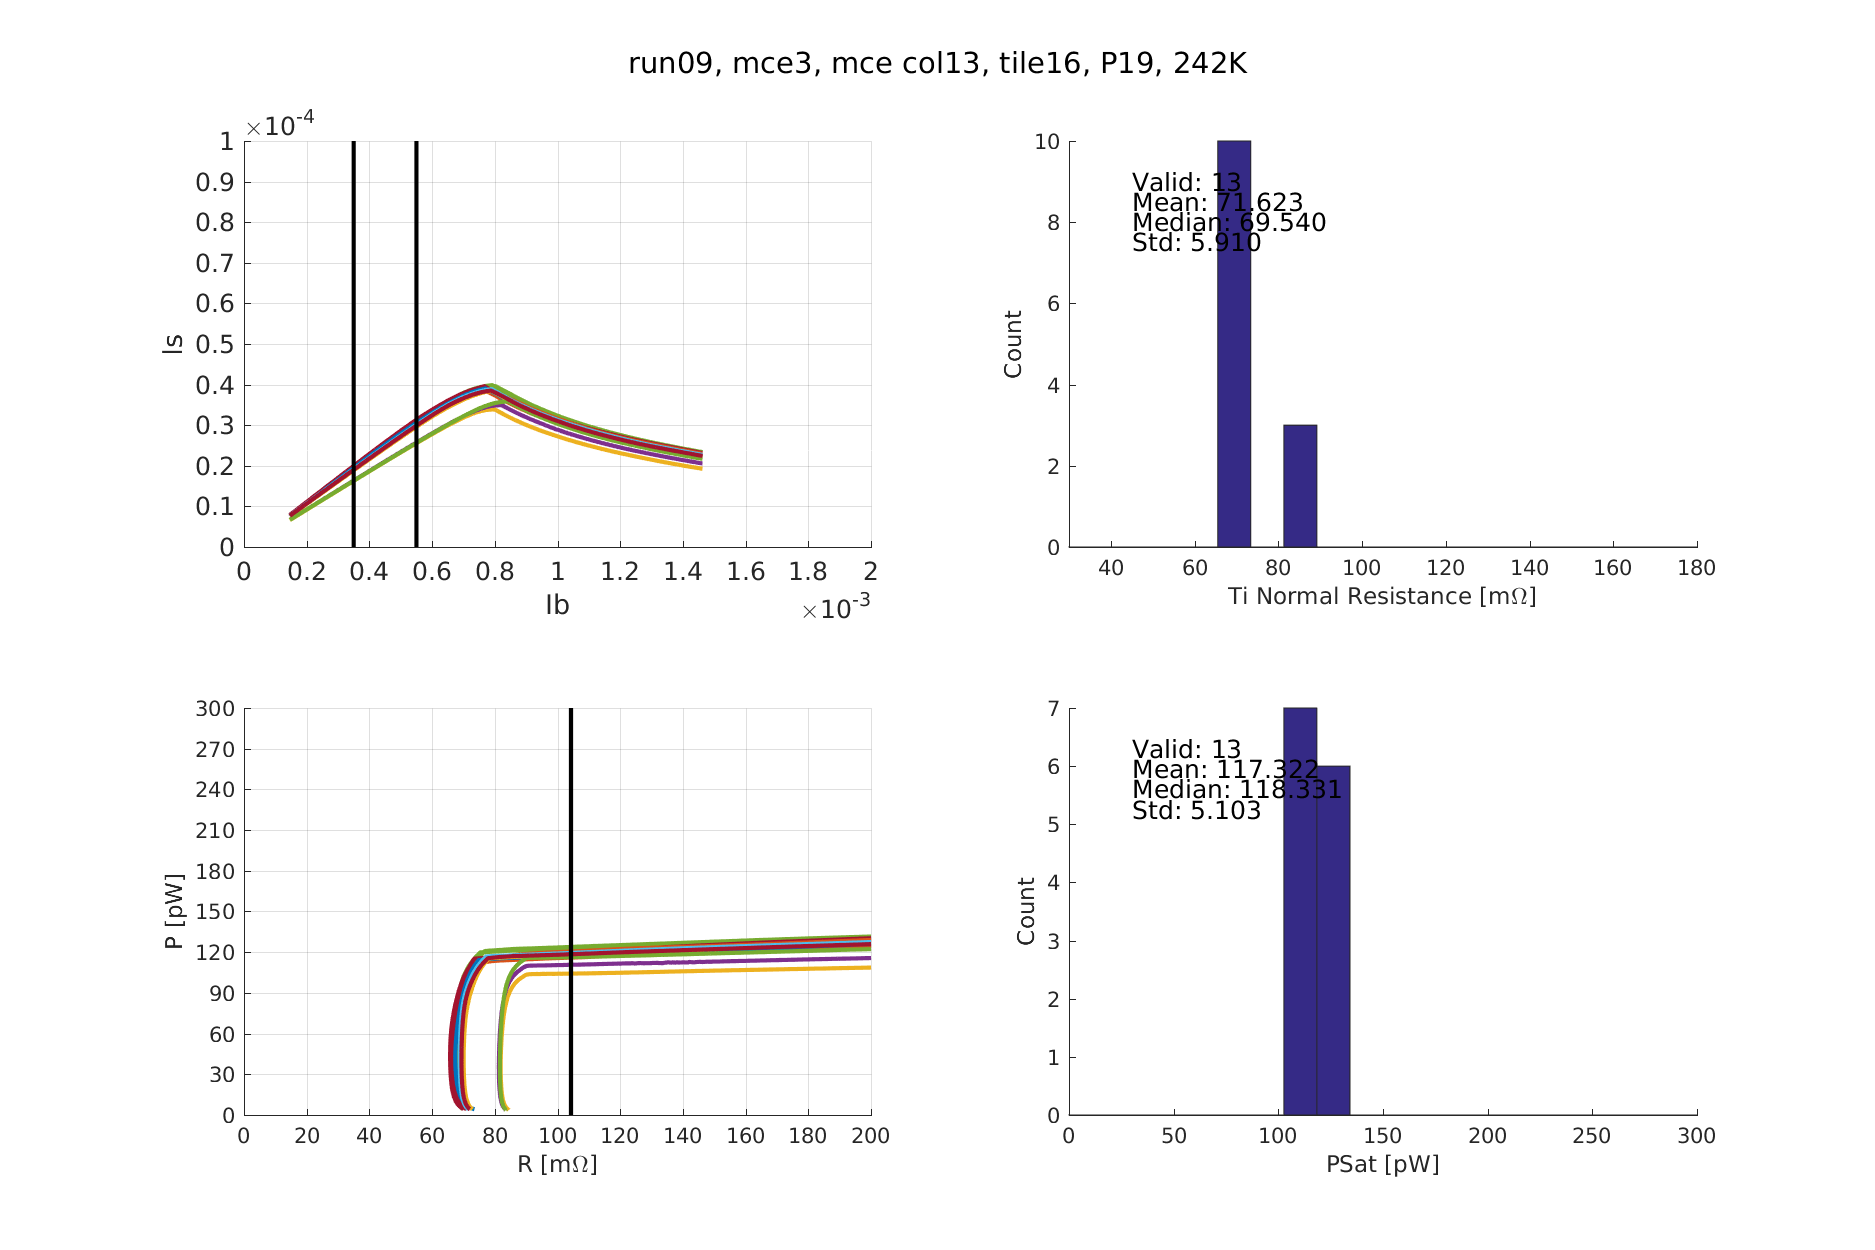 run09, mce3, mce col13, tile16, P19, 242K
×10-4
1
0.9
0.8
0.7
0.6
0.5
0.4
0.3
0.2
0.1
0
Is
0 0.2 0.4 0.6 0.8 1 1.2 1.4 1.6 1.8 2
Ib
×10-3
10
8
6
4
2
0
Count
Valid: 13
Mean: 71.623
Median: 69.540
Std: 5.910
40 60 80 100 120 140 160 180
Ti Normal Resistance [mΩ]
300
270
240
210
180
150
120
90
60
30
0
P [pW]
0 20 40 60 80 100 120 140 160 180 200
R [mΩ]
7
6
5
4
3
2
1
0
Count
Valid: 13
Mean: 117.322
Median: 118.331
Std: 5.103
0 50 100 150 200 250 300
PSat [pW]